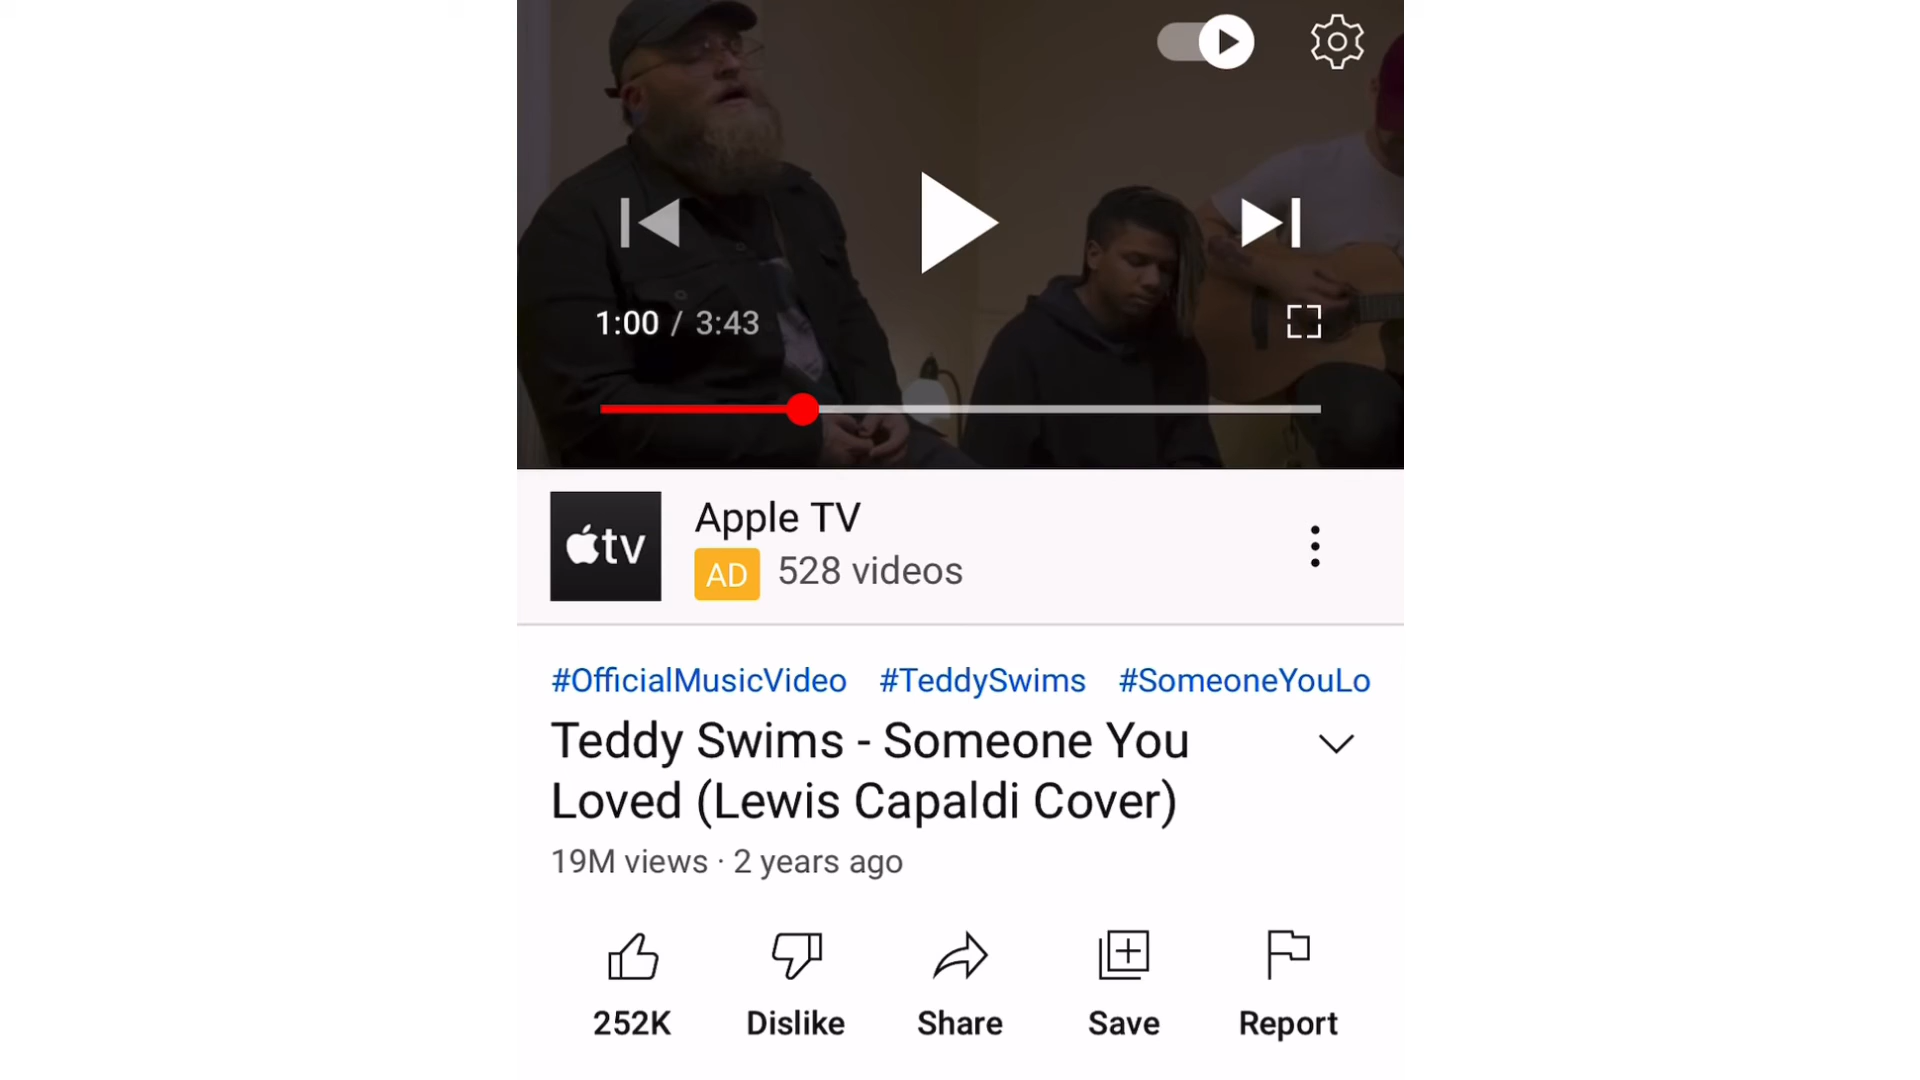 1:00 / 3:43
tv
Apple TV
AD 528 videos
#OfficialMusicVideo #TeddySwims #SomeoneYouLo
Teddy Swims - Someone You
Loved (Lewis Capaldi Cover)
19M views · 2 years ago
252K Dislike Share Save Report